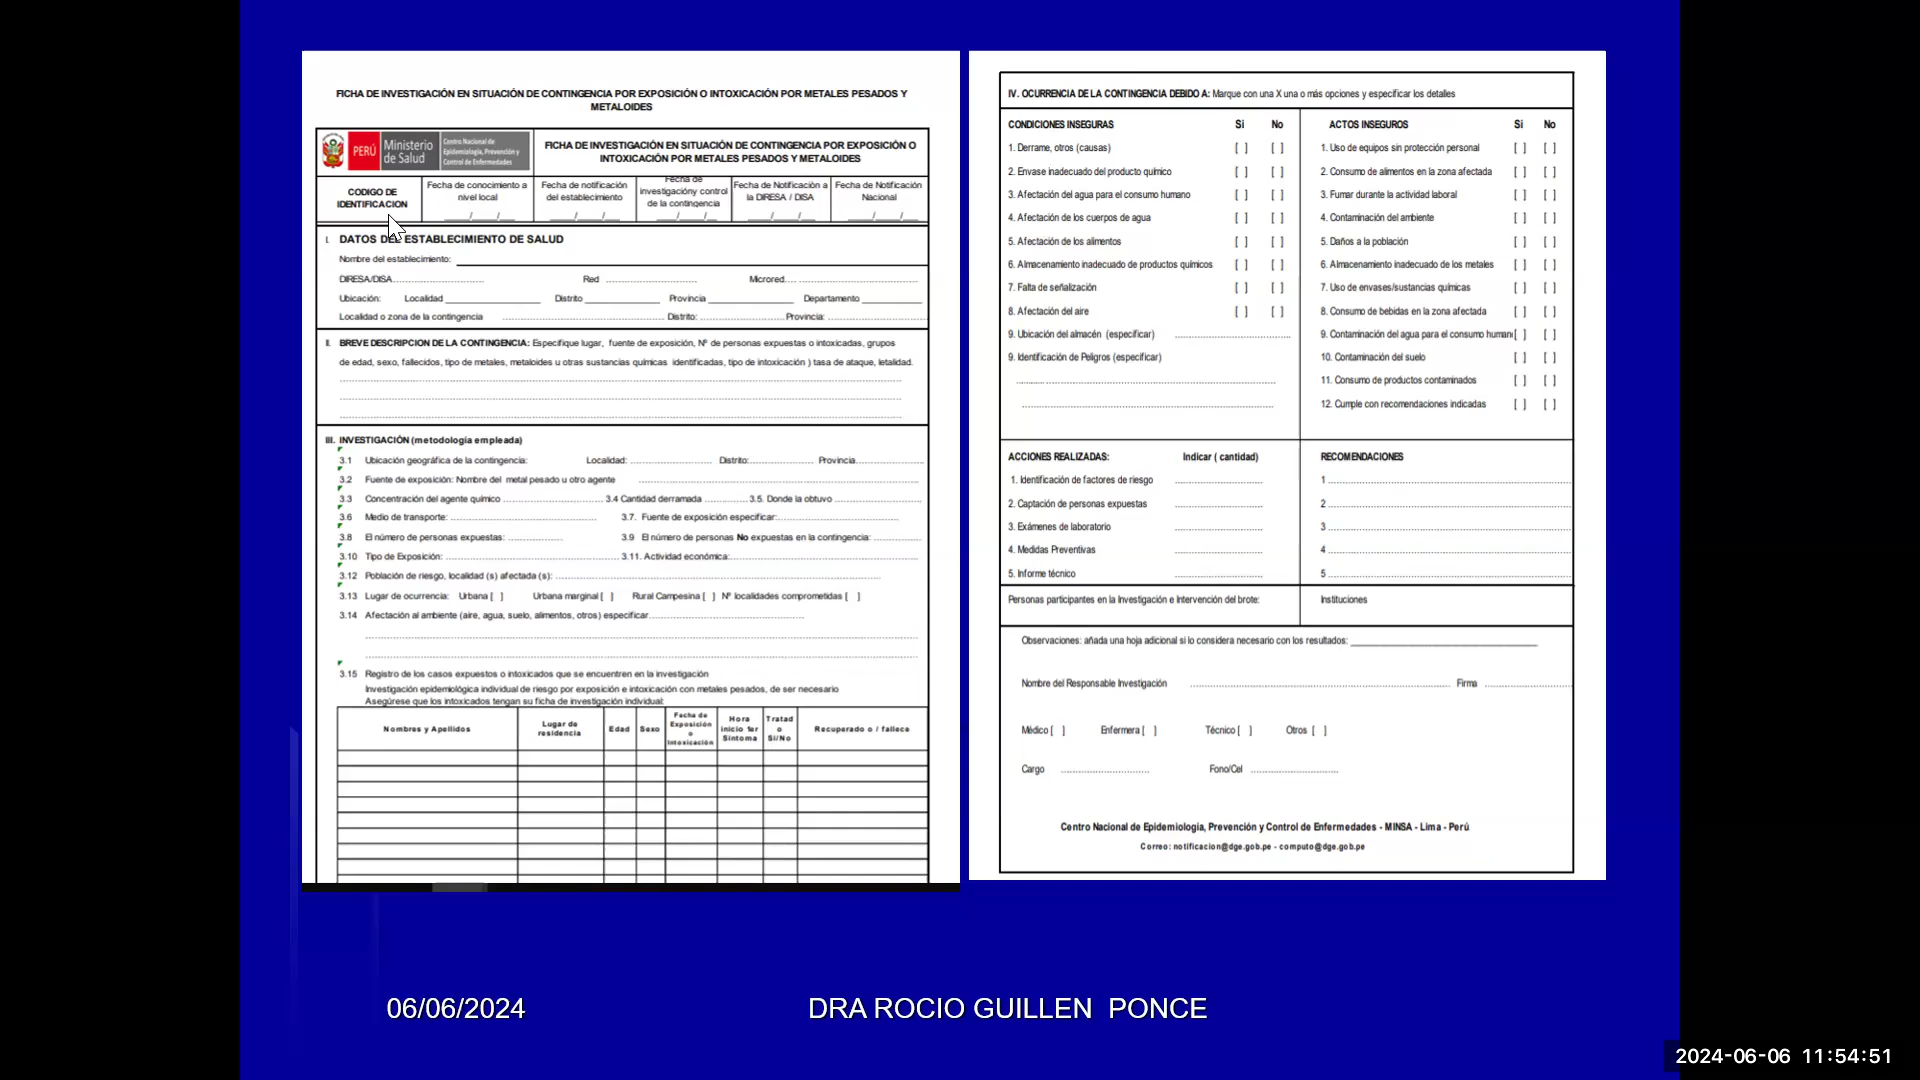 FICHA DE INVESTIGACIÓN EN SITUACIÓN DE CONTINGENCIA POR EXPOSICIÓN O INTOXICACIÓN POR METALES PESADOS Y
METALOIDES
PERÚ Ministerio de Salud Centro Nacional de Epidemiología, Prevención y Control de Enfermedades
FICHA DE INVESTIGACIÓN EN SITUACIÓN DE CONTINGENCIA POR EXPOSICIÓN O
INTOXICACIÓN POR METALES PESADOS Y METALOIDES
CODIGO DE IDENTIFICACION
Fecha de conocimiento a nivel local ____/____/____
Fecha de notificación del establecimiento ____/____/____
Fecha de investigacióny control de la contingencia ____/____/____
Fecha de Notificación a la DIRESA / DISA ____/____/____
Fecha de Notificación Nacional ____/____/____
I. DATOS DEL ESTABLECIMIENTO DE SALUD
Nombre del establecimiento:
DIRESA/DISA.............. Red .............. Microred..............
Ubicación: Localidad ________ Distrito ________ Provincia ________ Departamento ________
Localidad o zona de la contingencia .............. Distrito: .............. Provincia: ..............
II. BREVE DESCRIPCION DE LA CONTINGENCIA: Especifique lugar, fuente de exposición, Nº de personas expuestas o intoxicadas, grupos
de edad, sexo, fallecidos, tipo de metales, metaloides u otras sustancias químicas identificadas, tipo de intoxicación ) tasa de ataque, letalidad.
III. INVESTIGACIÓN (metodología empleada)
3.1 Ubicación geográfica de la contingencia: Localidad: .............. Distrito:.............. Provincia..............
3.2 Fuente de exposición: Nombre del metal pesado u otro agente ..............
3.3 Concentración del agente químico .............. 3.4 Cantidad derramada .............. 3.5. Donde la obtuvo ..............
3.6 Medio de transporte: .............. 3.7. Fuente de exposición especificar:..............
3.8 El número de personas expuestas: .............. 3.9 El número de personas No expuestas en la contingencia: ..............
3.10 Tipo de Exposición: .............. 3.11. Actividad económica:..............
3.12 Población de riesgo, localidad (s) afectada (s): ..............
3.13 Lugar de ocurrencia: Urbana [ ] Urbana marginal [ ] Rural Campesina [ ] Nº localidades comprometidas [ ]
3.14 Afectación al ambiente (aire, agua, suelo, alimentos, otros) especificar..............
3.15 Registro de los casos expuestos o intoxicados que se encuentren en la investigación
Investigación epidemiológica individual de riesgo por exposición e intoxicación con metales pesados, de ser necesario
Asegúrese que los intoxicados tengan su ficha de investigación individual:
Nombres y Apellidos
Lugar de residencia
Edad
Sexo
Fecha de Exposición o Intoxicación
Hora inicio 1er Síntoma
Tratado Si/No
Recuperado o / fallece
IV. OCURRENCIA DE LA CONTINGENCIA DEBIDO A: Marque con una X una o más opciones y especificar los detalles
CONDICIONES INSEGURAS Si No
1. Derrame, otros (causas) [ ] [ ]
2. Envase inadecuado del producto químico [ ] [ ]
3. Afectación del agua para el consumo humano [ ] [ ]
4. Afectación de los cuerpos de agua [ ] [ ]
5. Afectación de los alimentos [ ] [ ]
6. Almacenamiento inadecuado de productos químicos [ ] [ ]
7. Falta de señalización [ ] [ ]
8. Afectación del aire [ ] [ ]
9. Ubicación del almacén (especificar) ..............
9. Identificación de Peligros (especificar)
ACTOS INSEGUROS Si No
1. Uso de equipos sin protección personal [ ] [ ]
2. Consumo de alimentos en la zona afectada [ ] [ ]
3. Fumar durante la actividad laboral [ ] [ ]
4. Contaminación del ambiente [ ] [ ]
5. Daños a la población [ ] [ ]
6. Almacenamiento inadecuado de los metales [ ] [ ]
7. Uso de envases/sustancias químicas [ ] [ ]
8. Consumo de bebidas en la zona afectada [ ] [ ]
9. Contaminación del agua para el consumo human [ ] [ ]
10. Contaminación del suelo [ ] [ ]
11. Consumo de productos contaminados [ ] [ ]
12. Cumple con recomendaciones indicadas [ ] [ ]
ACCIONES REALIZADAS: Indicar ( cantidad)
1. Identificación de factores de riesgo ..............
2. Captación de personas expuestas ..............
3. Exámenes de laboratorio ..............
4. Medidas Preventivas ..............
5. Informe técnico ..............
RECOMENDACIONES
1 ..............
2 ..............
3 ..............
4 ..............
5 ..............
Personas participantes en la Investigación e Intervención del brote:
Instituciones
Observaciones: añada una hoja adicional si lo considera necesario con los resultados: ________
Nombre del Responsable Investigación .............. Firma ..............
Médico [ ] Enfermera [ ] Técnico [ ] Otros [ ]
Cargo .............. Fono/Cel ..............
Centro Nacional de Epidemiología, Prevención y Control de Enfermedades - MINSA - Lima - Perú
Correo: notificacion@dge.gob.pe - computo@dge.gob.pe
06/06/2024
DRA ROCIO GUILLEN PONCE
2024-06-06 11:54:51